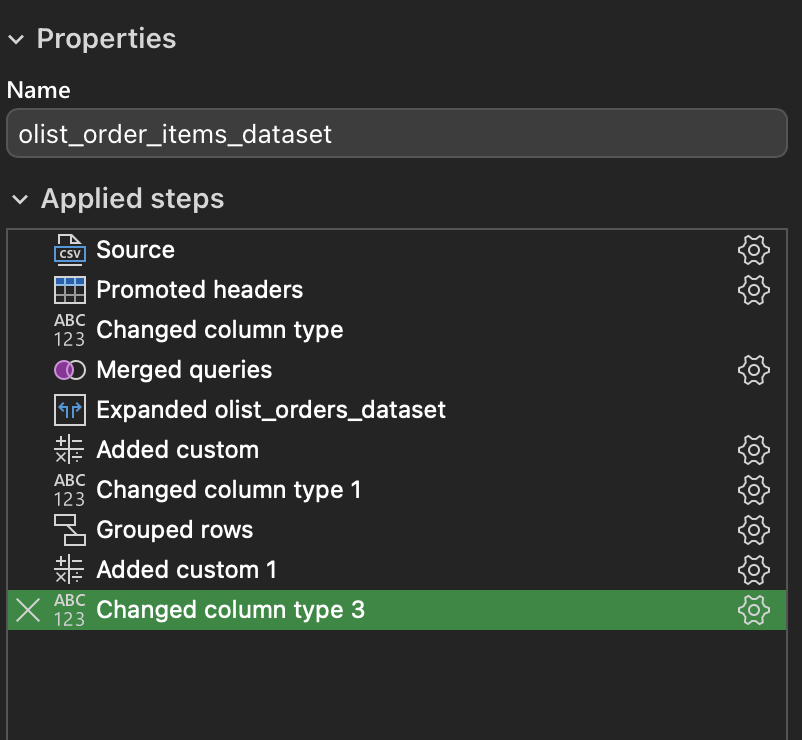 Properties
Name
olist_order_items_dataset
Applied steps
CSV Source
Promoted headers
ABC 123 Changed column type
Merged queries
Expanded olist_orders_dataset
Added custom
ABC 123 Changed column type 1
Grouped rows
Added custom 1
ABC 123 Changed column type 3